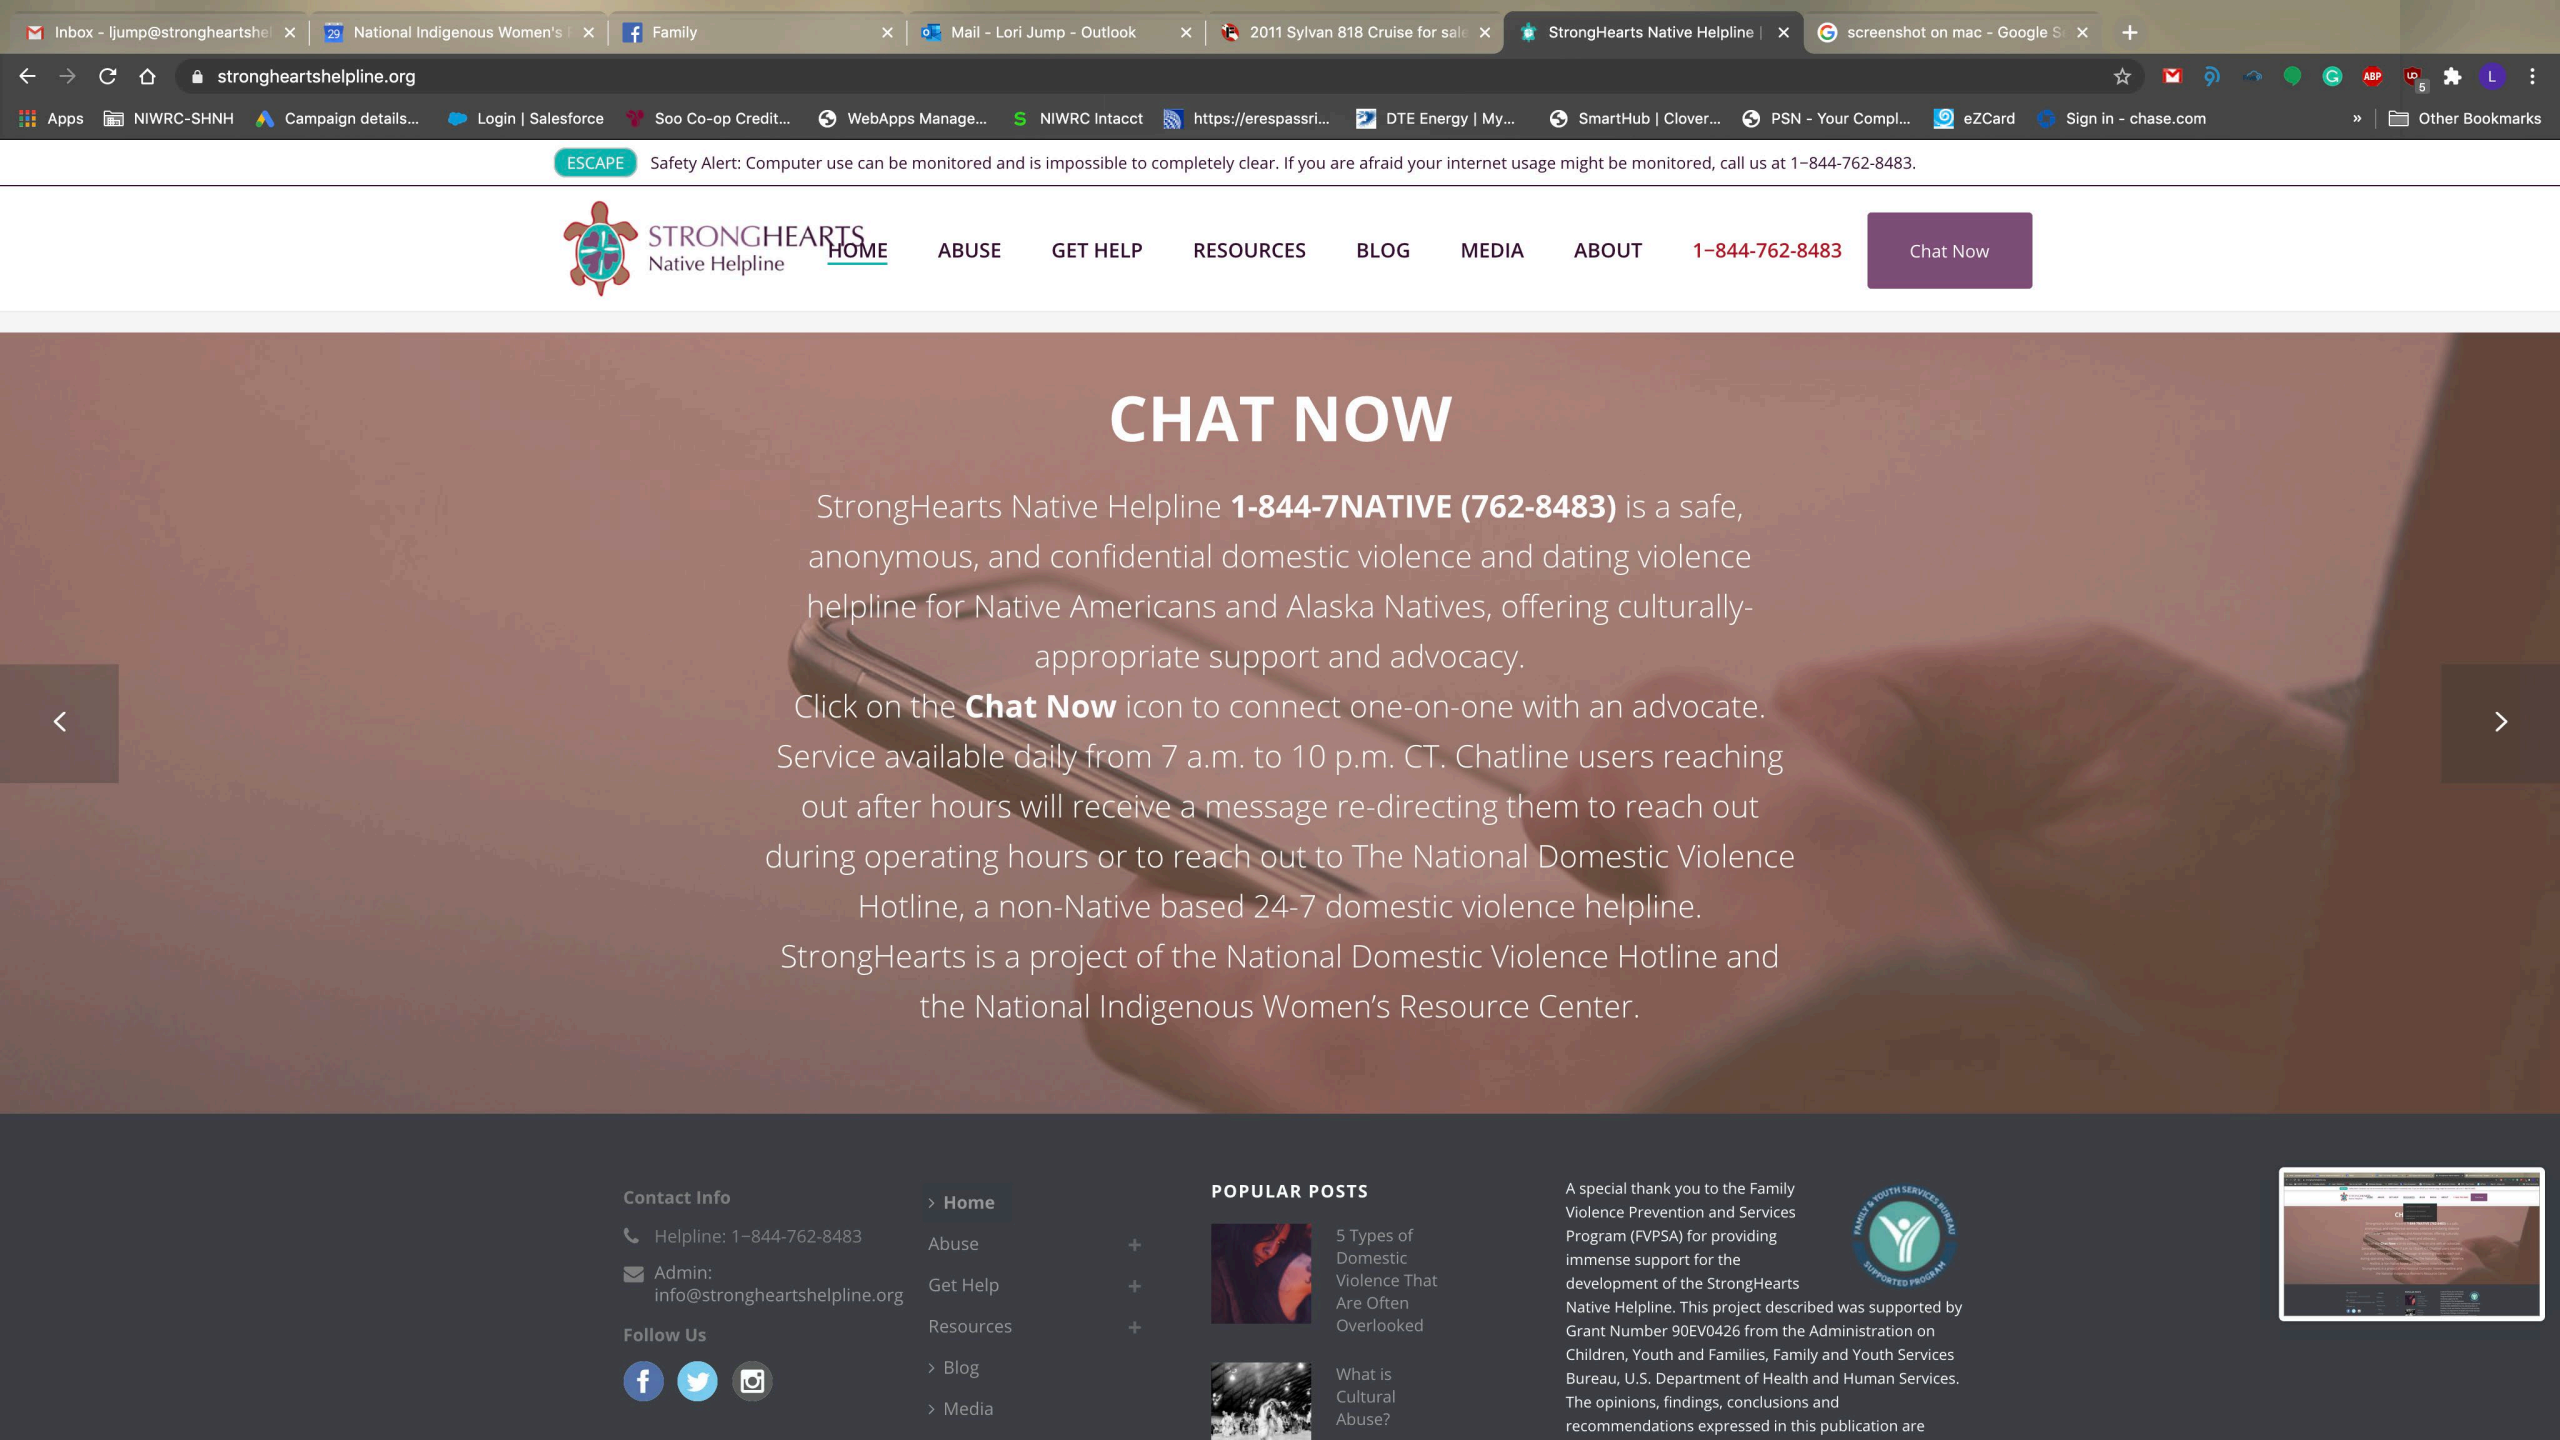 Inbox - ljump@strongheartshel
National Indigenous Women's
Family
Mail - Lori Jump - Outlook
2011 Sylvan 818 Cruise for sale
StrongHearts Native Helpline |
screenshot on mac - Google S
strongheartshelpline.org
ABP
L
5
Apps
NIWRC-SHNH
Campaign details...
Login | Salesforce
Soo Co-op Credit...
WebApps Manage...
NIWRC Intacct
https://erespassri...
DTE Energy | My...
SmartHub | Clover...
PSN - Your Compl...
eZCard
Sign in - chase.com
»
Other Bookmarks
ESCAPE
Safety Alert: Computer use can be monitored and is impossible to completely clear. If you are afraid your internet usage might be monitored, call us at 1−844-762-8483.
STRONGHEARTS
Native Helpline
HOME
ABUSE
GET HELP
RESOURCES
BLOG
MEDIA
ABOUT
1−844-762-8483
Chat Now
CHAT NOW
StrongHearts Native Helpline 1-844-7NATIVE (762-8483) is a safe,
anonymous, and confidential domestic violence and dating violence
helpline for Native Americans and Alaska Natives, offering culturally-
appropriate support and advocacy.
Click on the Chat Now icon to connect one-on-one with an advocate.
Service available daily from 7 a.m. to 10 p.m. CT. Chatline users reaching
out after hours will receive a message re-directing them to reach out
during operating hours or to reach out to The National Domestic Violence
Hotline, a non-Native based 24-7 domestic violence helpline.
StrongHearts is a project of the National Domestic Violence Hotline and
the National Indigenous Women's Resource Center.
Contact Info
Helpline: 1−844-762-8483
Admin:
info@strongheartshelpline.org
Follow Us
Home
Abuse
Get Help
Resources
Blog
Media
POPULAR POSTS
5 Types of
Domestic
Violence That
Are Often
Overlooked
What is
Cultural
Abuse?
A special thank you to the Family
Violence Prevention and Services
Program (FVPSA) for providing
immense support for the
development of the StrongHearts
Native Helpline. This project described was supported by
Grant Number 90EV0426 from the Administration on
Children, Youth and Families, Family and Youth Services
Bureau, U.S. Department of Health and Human Services.
The opinions, findings, conclusions and
recommendations expressed in this publication are
FAMILY & YOUTH SERVICES BUREAU
SUPPORTED PROGRAM